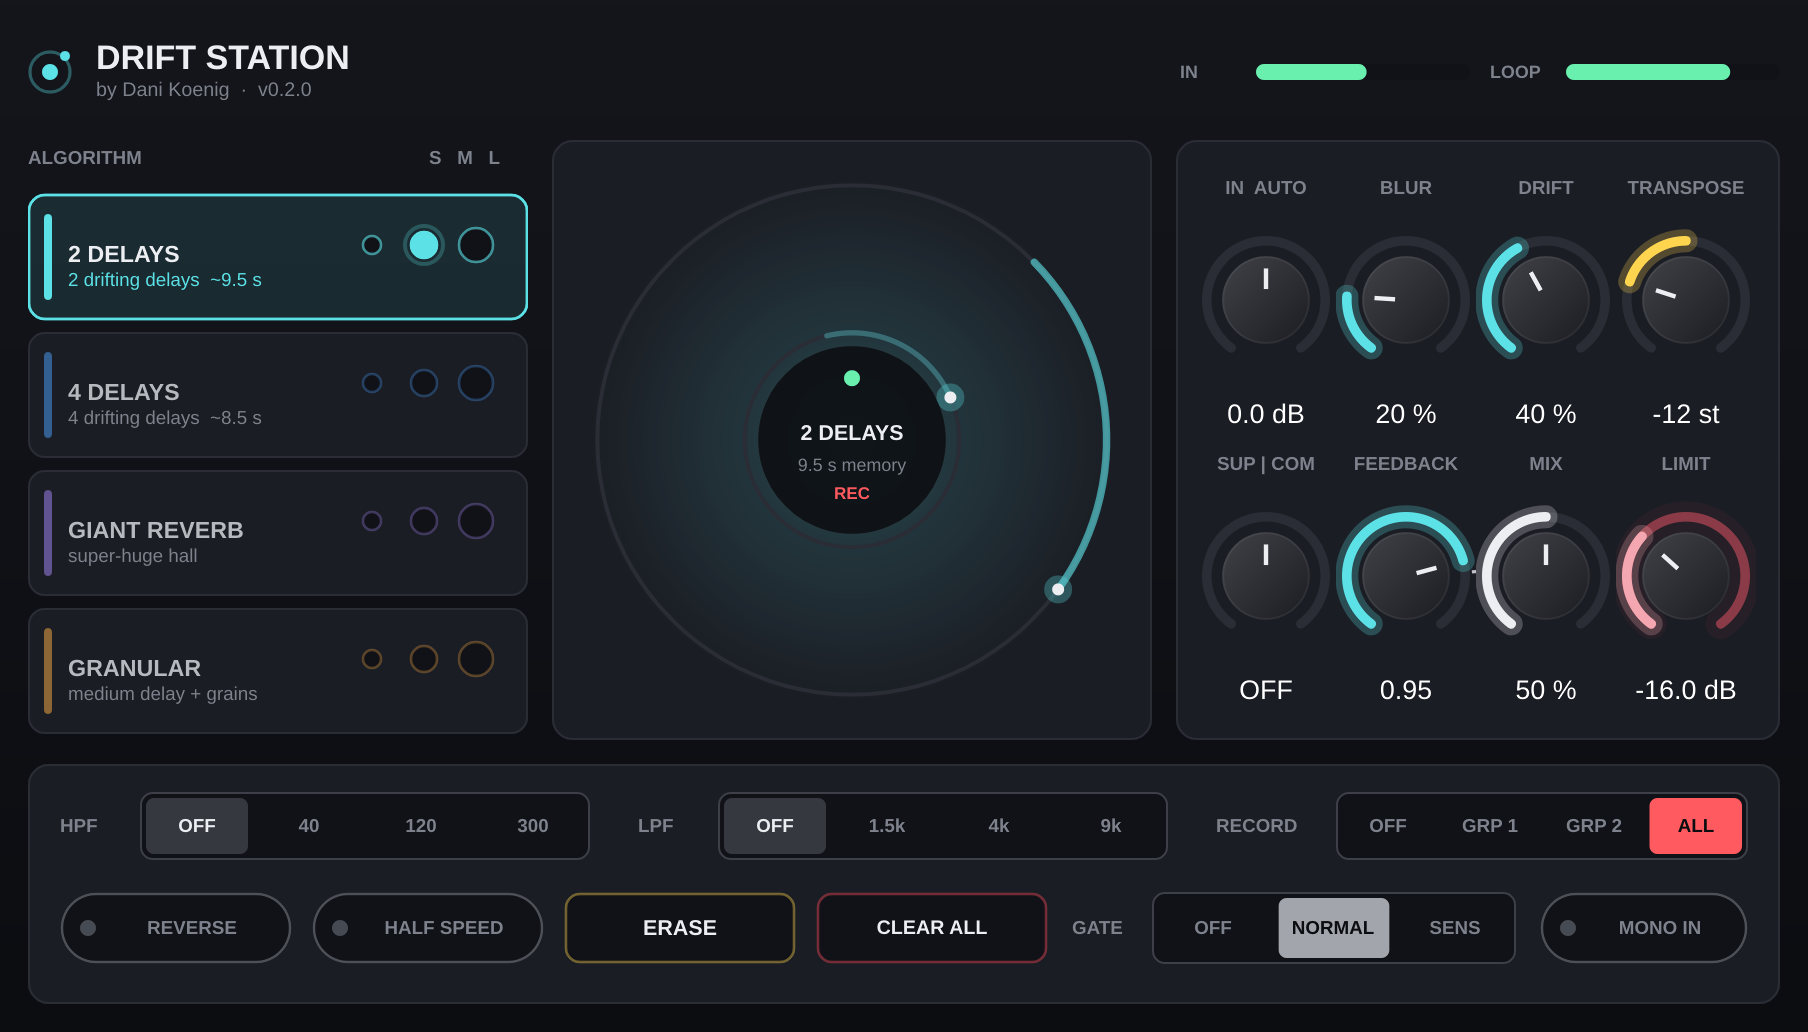 DRIFT STATION
by Dani Koenig · v0.2.0
IN
LOOP
ALGORITHM
S M L
2 DELAYS
2 drifting delays ~9.5 s
4 DELAYS
4 drifting delays ~8.5 s
GIANT REVERB
super-huge hall
GRANULAR
medium delay + grains
2 DELAYS
9.5 s memory
REC
IN AUTO BLUR DRIFT TRANSPOSE
0.0 dB 20 % 40 % -12 st
SUP | COM FEEDBACK MIX LIMIT
OFF 0.95 50 % -16.0 dB
HPF OFF 40 120 300 LPF OFF 1.5k 4k 9k RECORD OFF GRP 1 GRP 2 ALL
REVERSE HALF SPEED ERASE CLEAR ALL GATE OFF NORMAL SENS MONO IN